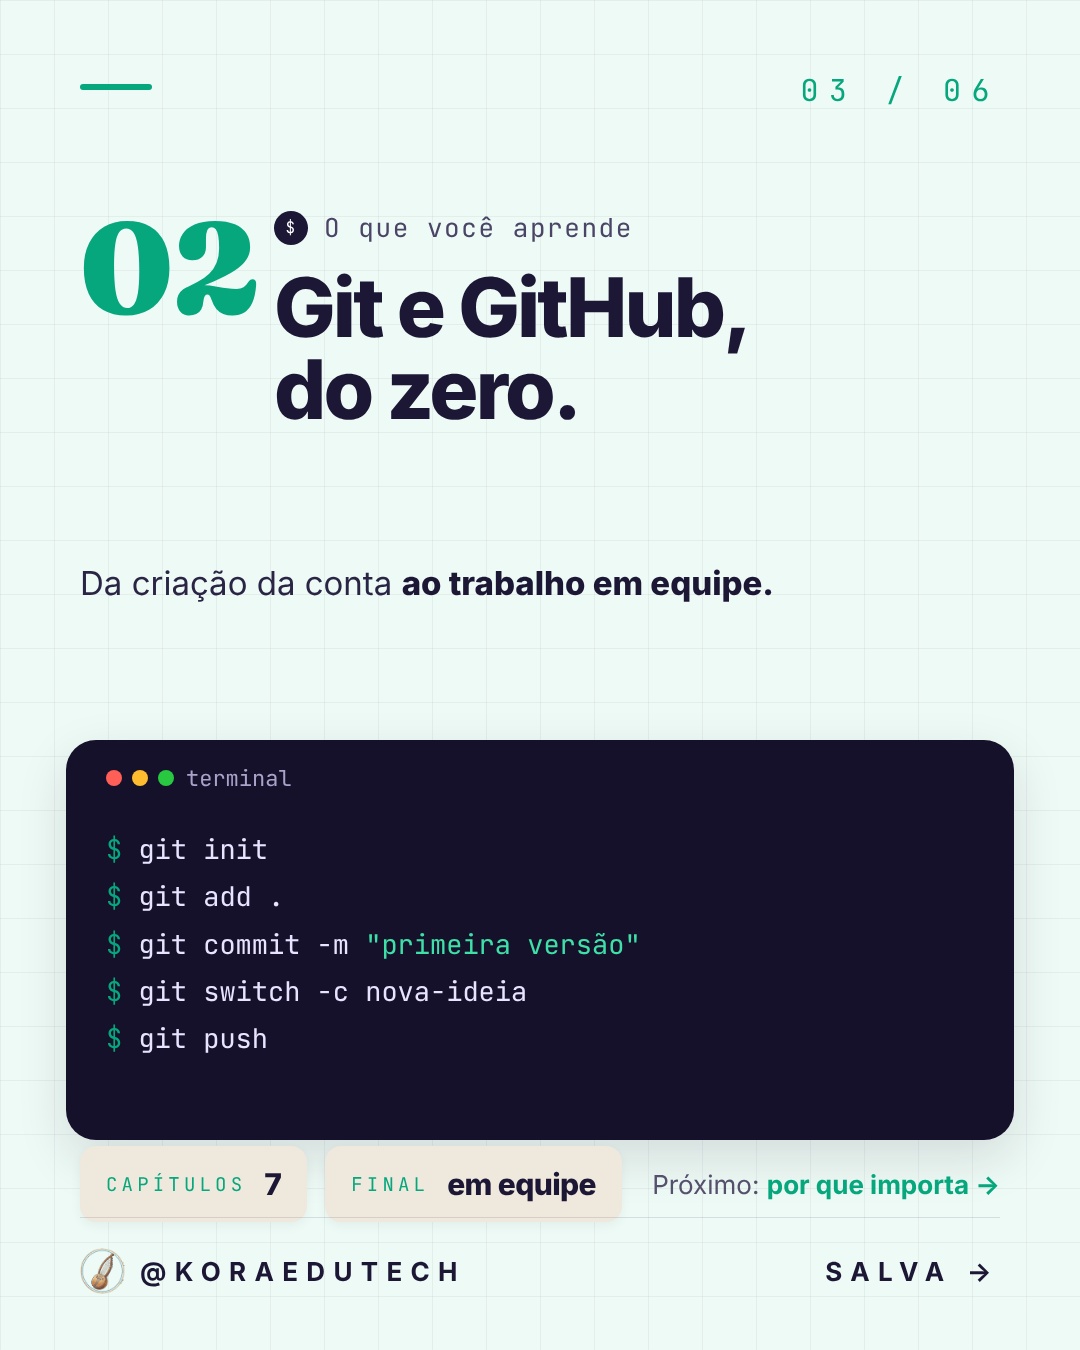 03 / 06
02
$ O que você aprende
Git e GitHub,
do zero.
Da criação da conta ao trabalho em equipe.
terminal
$ git init
$ git add .
$ git commit -m "primeira versão"
$ git switch -c nova-ideia
$ git push
CAPÍTULOS 7
FINAL em equipe
Próximo: por que importa →
@KORAEDUTECH
SALVA →